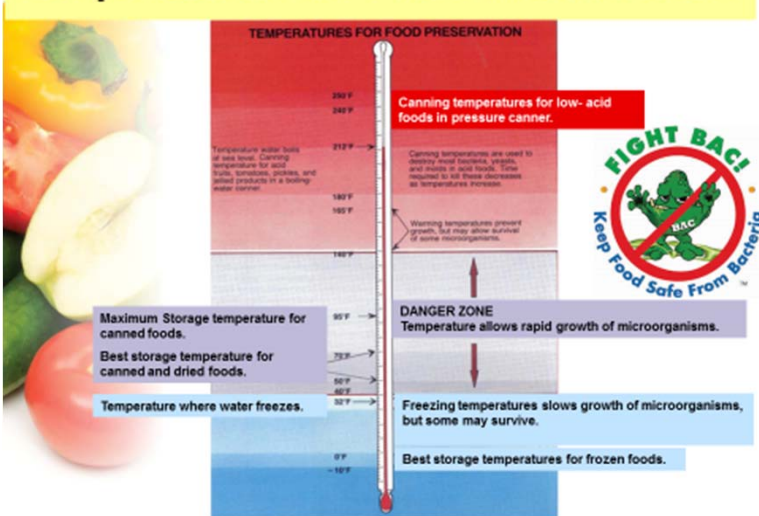 TEMPERATURES FOR FOOD PRESERVATION
250°F
240°F
Canning temperatures for low- acid
foods in pressure canner.
212°F
Temperature water boils
at sea level. Canning
temperature for acid
fruits, tomatoes, pickles, and
jellied products in a boiling-
water canner.
Canning temperatures are used to
destroy most bacteria, yeasts,
and molds in acid foods. Time
required to kill these decreases
as temperatures increase.
180°F
165°F
Warming temperatures prevent
growth, but may allow survival
of some microorganisms.
140°F
FIGHT BAC!
BAC
Keep Food Safe From Bacteria
TM
Maximum Storage temperature for
canned foods.
95°F
DANGER ZONE
Temperature allows rapid growth of microorganisms.
Best storage temperature for
canned and dried foods.
70°F
50°F
40°F
Temperature where water freezes.
32°F
Freezing temperatures slows growth of microorganisms,
but some may survive.
0°F
Best storage temperatures for frozen foods.
- 10°F